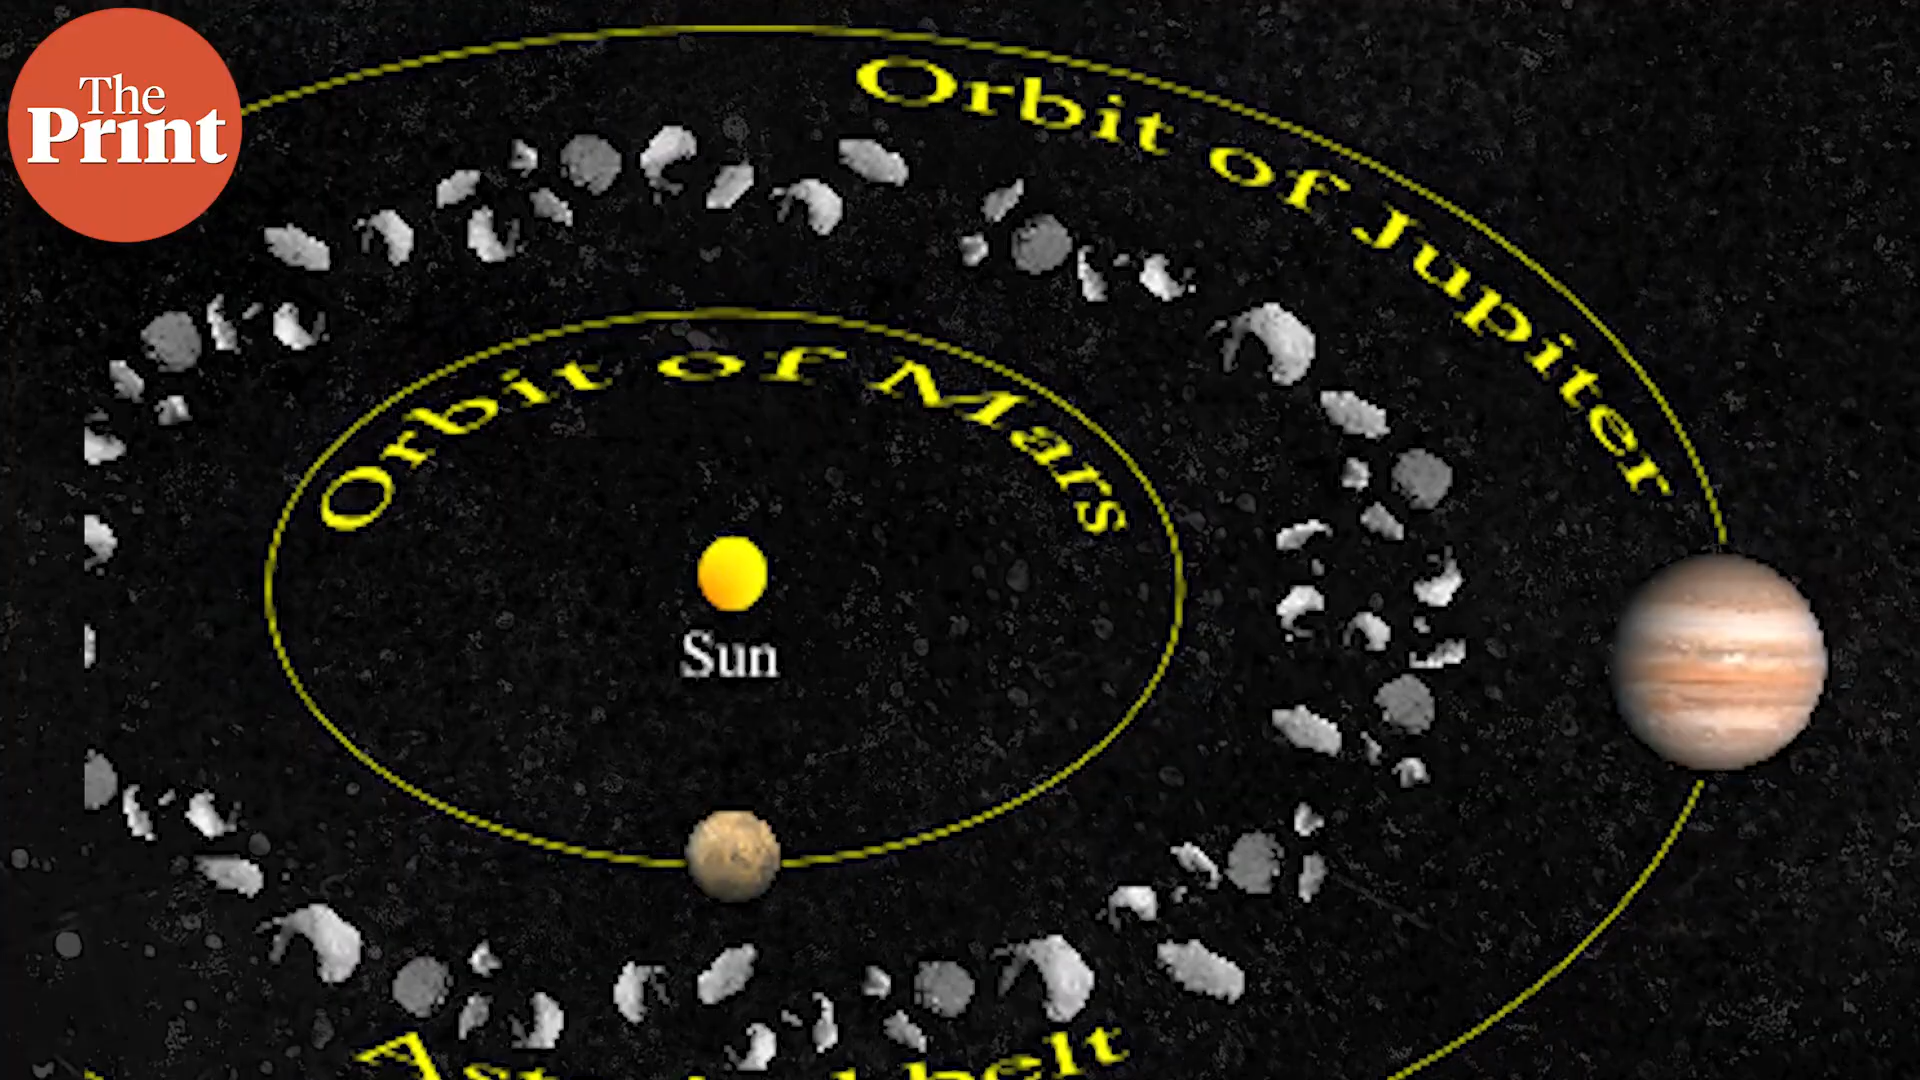 The
Print
Orbit of Jupiter
Orbit of Mars
Sun
belt